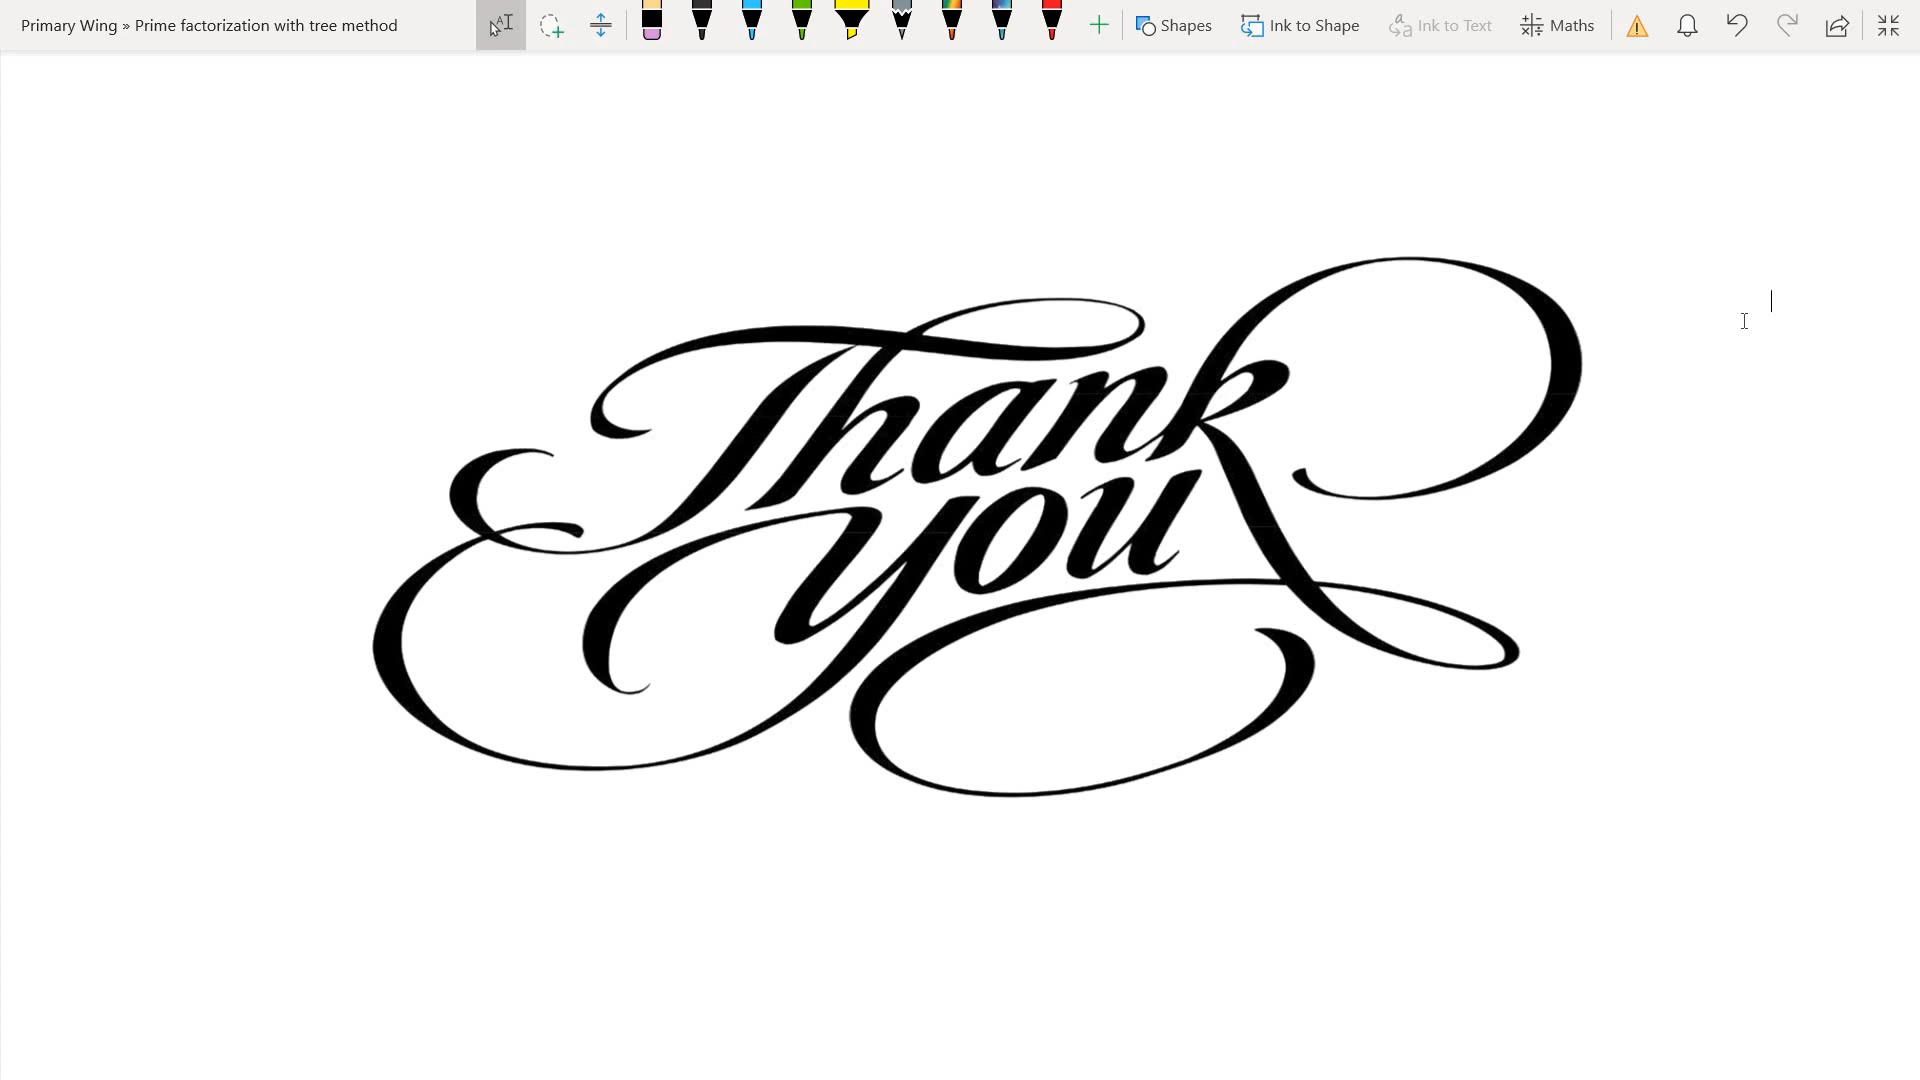 Primary Wing » Prime factorization with tree method
Shapes
Ink to Shape
Ink to Text
Maths
Thank
you